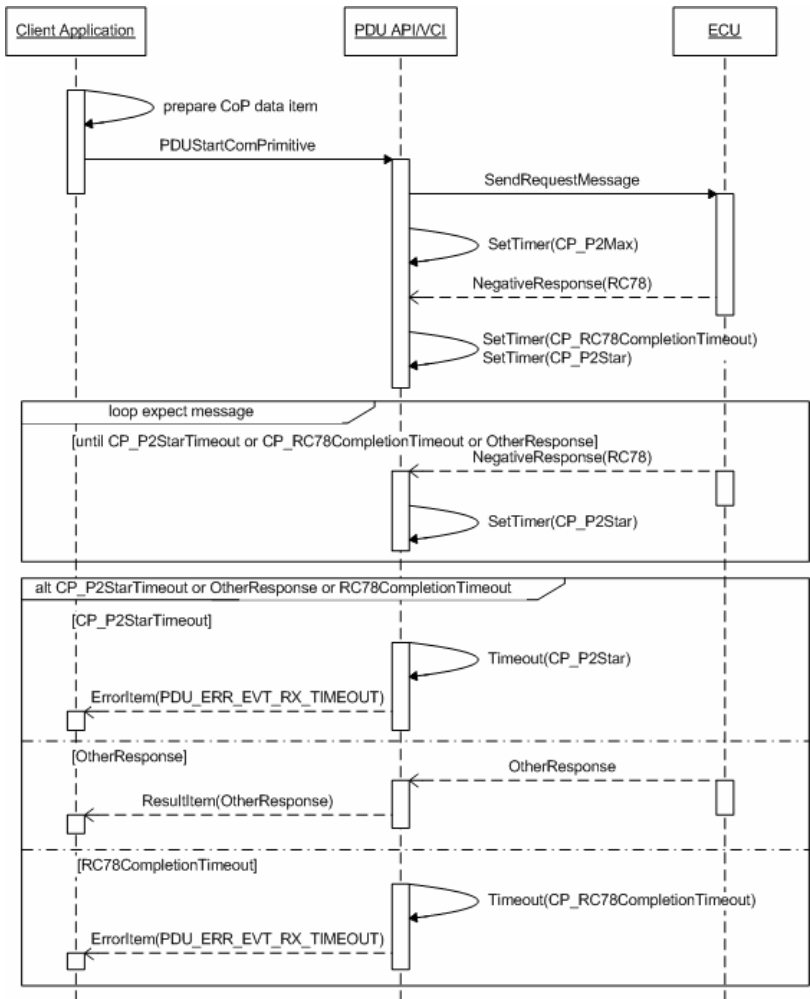 Client Application
PDU API/VCI
ECU
prepare CoP data item
PDUStartComPrimitive
SendRequestMessage
SetTimer(CP_P2Max)
NegativeResponse(RC78)
SetTimer(CP_RC78CompletionTimeout)
SetTimer(CP_P2Star)
loop expect message
[until CP_P2StarTimeout or CP_RC78CompletionTimeout or OtherResponse]
NegativeResponse(RC78)
SetTimer(CP_P2Star)
alt CP_P2StarTimeout or OtherResponse or RC78CompletionTimeout
[CP_P2StarTimeout]
Timeout(CP_P2Star)
ErrorItem(PDU_ERR_EVT_RX_TIMEOUT)
[OtherResponse]
OtherResponse
ResultItem(OtherResponse)
[RC78CompletionTimeout]
Timeout(CP_RC78CompletionTimeout)
ErrorItem(PDU_ERR_EVT_RX_TIMEOUT)